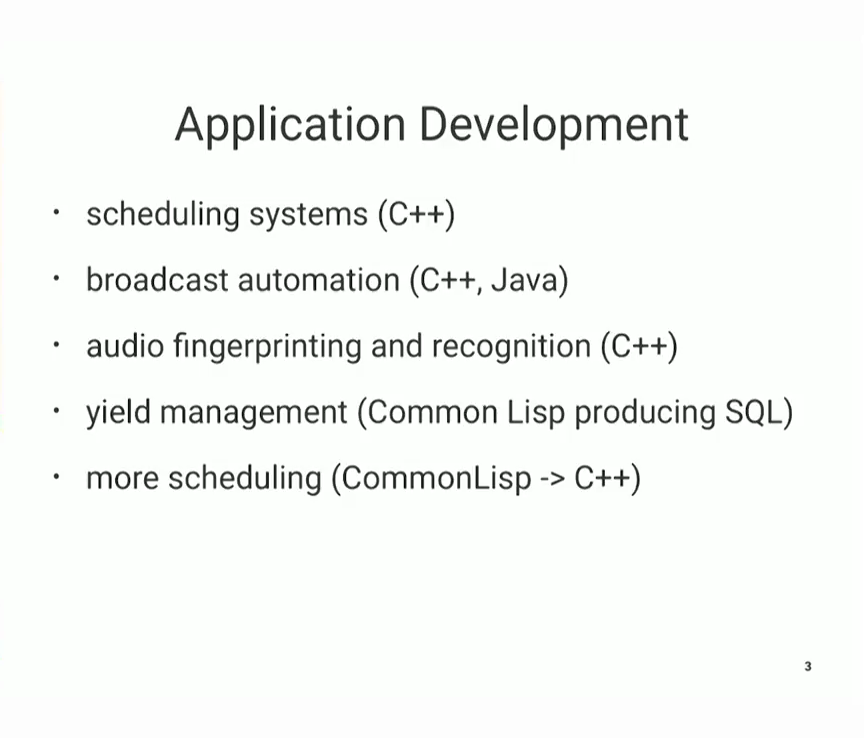 Application Development
• scheduling systems (C++)
• broadcast automation (C++, Java)
• audio fingerprinting and recognition (C++)
• yield management (Common Lisp producing SQL)
• more scheduling (CommonLisp -> C++)
3